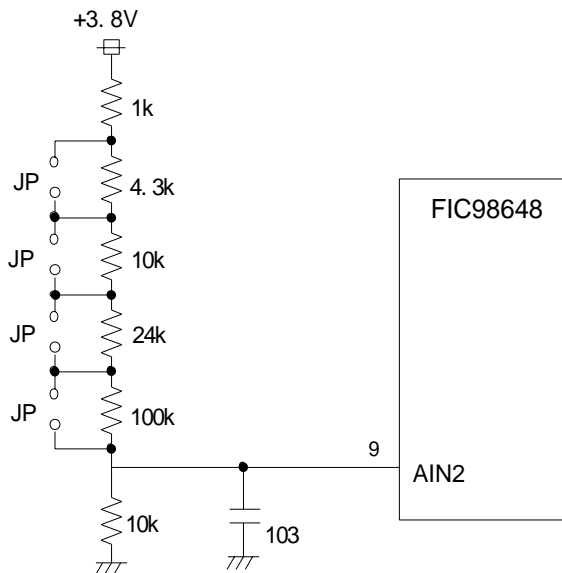 +3. 8V
1k
JP
4. 3k
FIC98648
JP
10k
JP
24k
JP
100k
9
AIN2
10k
103